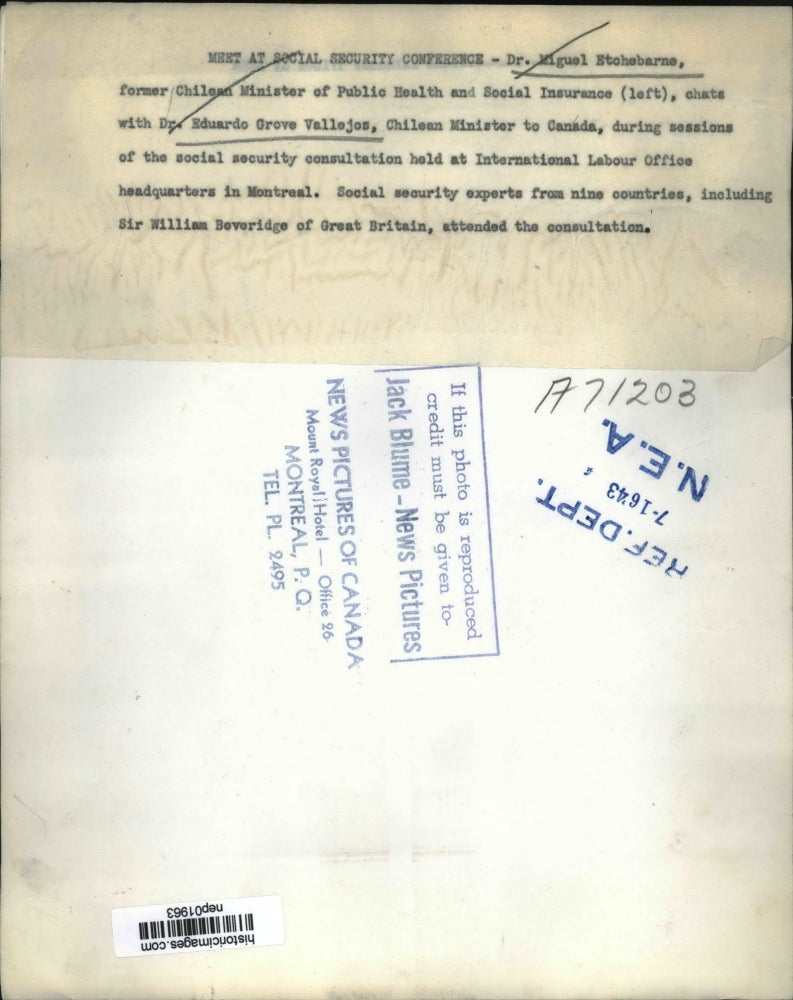 MEET AT SOCIAL SECURITY CONFERENCE - Dr. Miguel Etchebarne,
former Chilean Minister of Public Health and Social Insurance (left), chats
with Dr. Eduardo Grove Vallejos, Chilean Minister to Canada, during sessions
of the social security consultation held at International Labour Office
headquarters in Montreal. Social security experts from nine countries, including
Sir William Beveridge of Great Britain, attended the consultation.
A71203
REF. DEPT.
7-16-43
N.E.A.
If this photo is reproduced
credit must be given to-
Jack Blume - News Pictures
NEWS PICTURES OF CANADA
Mount Royal Hotel — Office 26
MONTREAL, P. Q.
TEL. PL. 2495
historicimages.com
nep01963